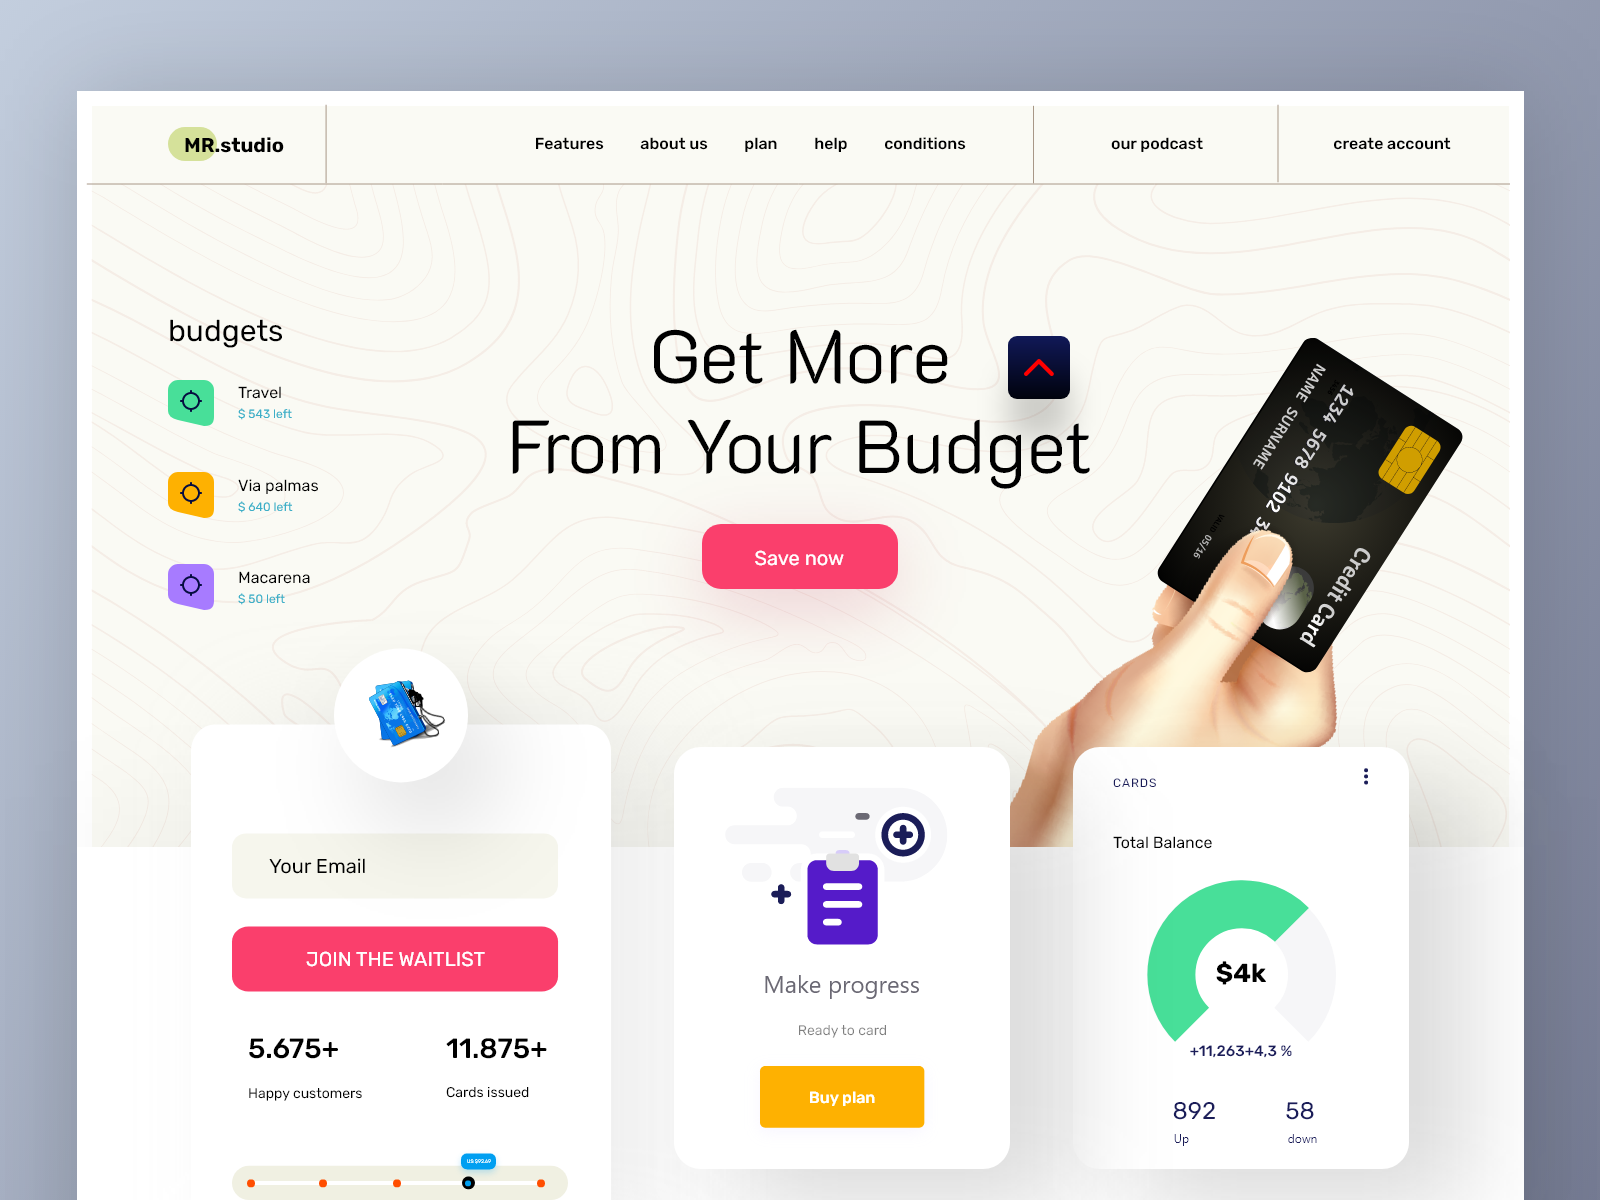 MR.studio
Features
about us
plan
help
conditions
our podcast
create account
budgets
Travel
$ 543 left
Via palmas
$ 640 left
Macarena
$ 50 left
Get More
From Your Budget
Save now
1234 5678 9102 34
NAME SURNAME
05/16
Credit Card
Your Email
JOIN THE WAITLIST
5.675+
Happy customers
11.875+
Cards issued
Make progress
Ready to card
Buy plan
CARDS
Total Balance
$4k
+11,263+4,3 %
892
Up
58
down